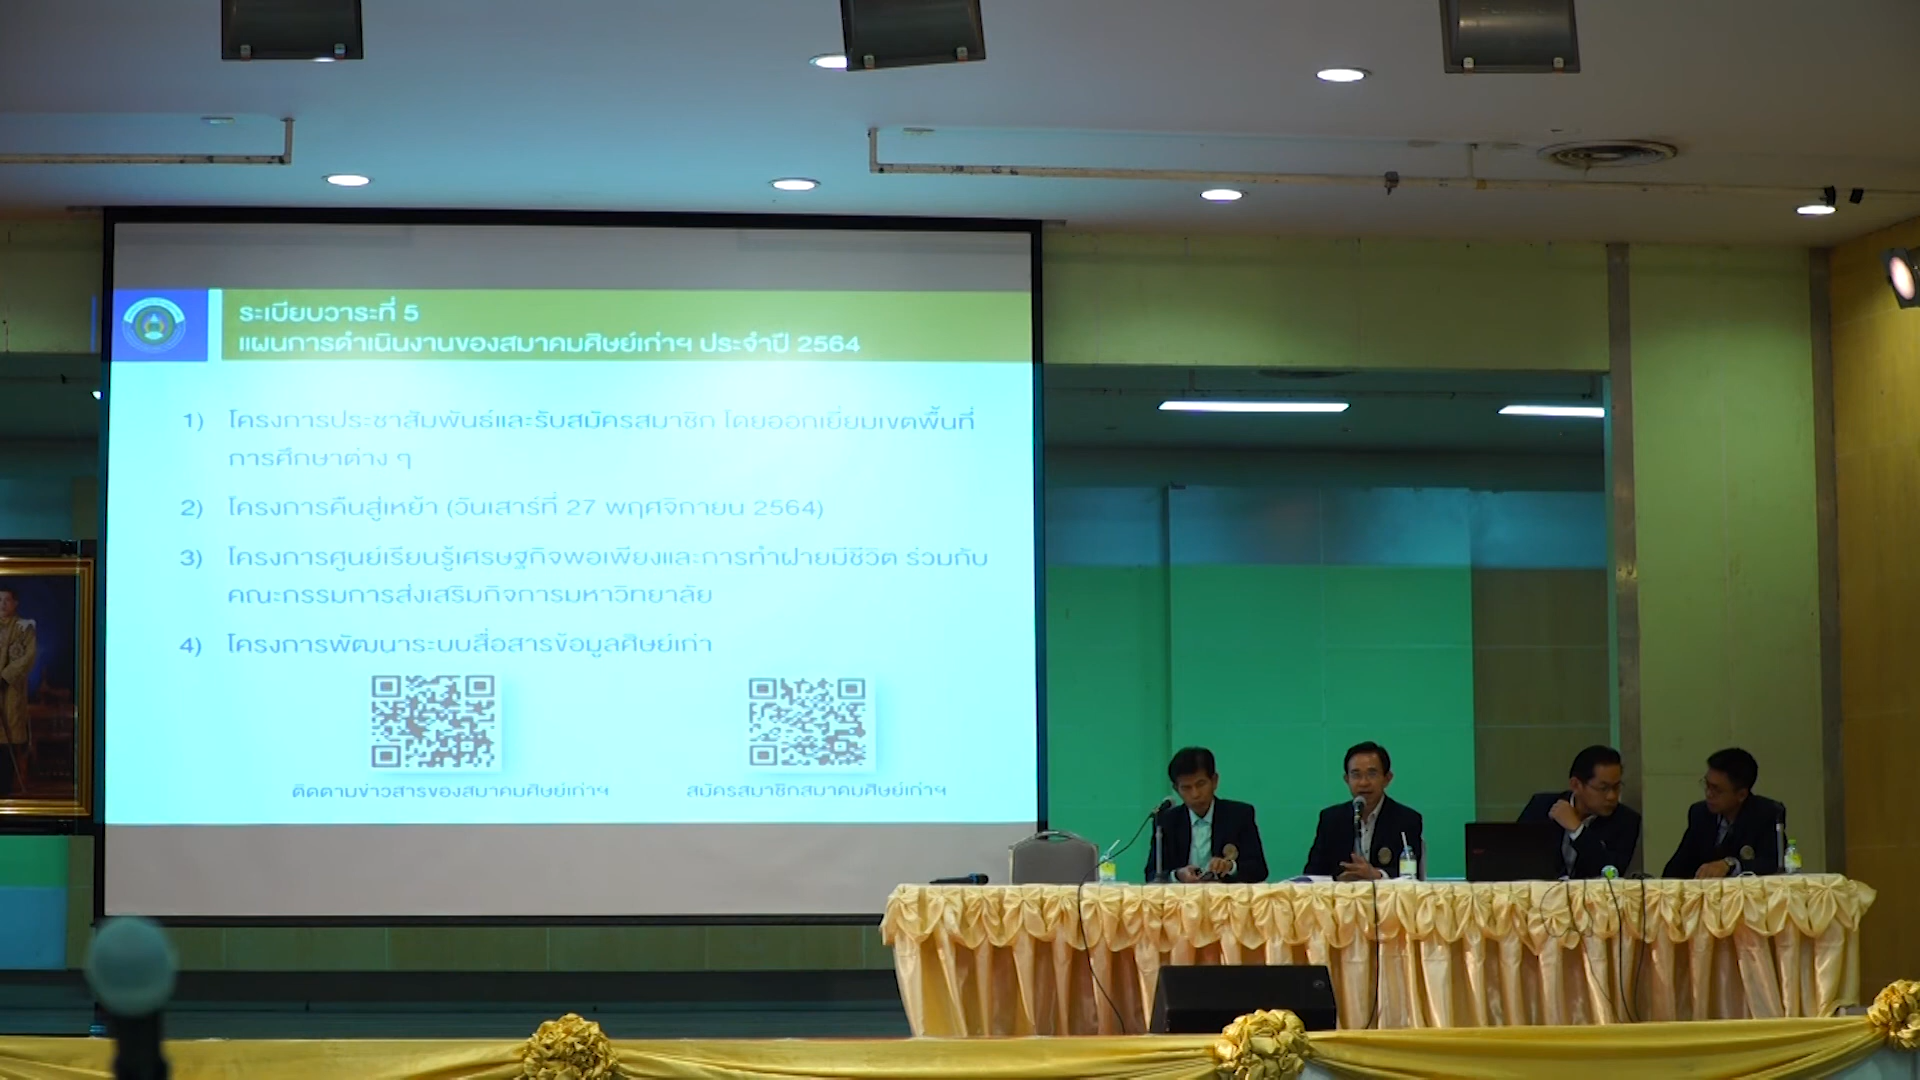 ระเบียบวาระที่ 5
แผนการดำเนินงานของสมาคมศิษย์เก่าฯ ประจำปี 2564
1) โครงการประชาสัมพันธ์และรับสมัครสมาชิก โดยออกเยี่ยมเขตพื้นที่
การศึกษาต่าง ๆ
2) โครงการคืนสู่เหย้า (วันเสาร์ที่ 27 พฤศจิกายน 2564)
3) โครงการศูนย์เรียนรู้เศรษฐกิจพอเพียงและการทำฝายมีชีวิต ร่วมกับ
คณะกรรมการส่งเสริมกิจการมหาวิทยาลัย
4) โครงการพัฒนาระบบสื่อสารข้อมูลศิษย์เก่า
ติดตามข่าวสารของสมาคมศิษย์เก่าฯ
สมัครสมาชิกสมาคมศิษย์เก่าฯ